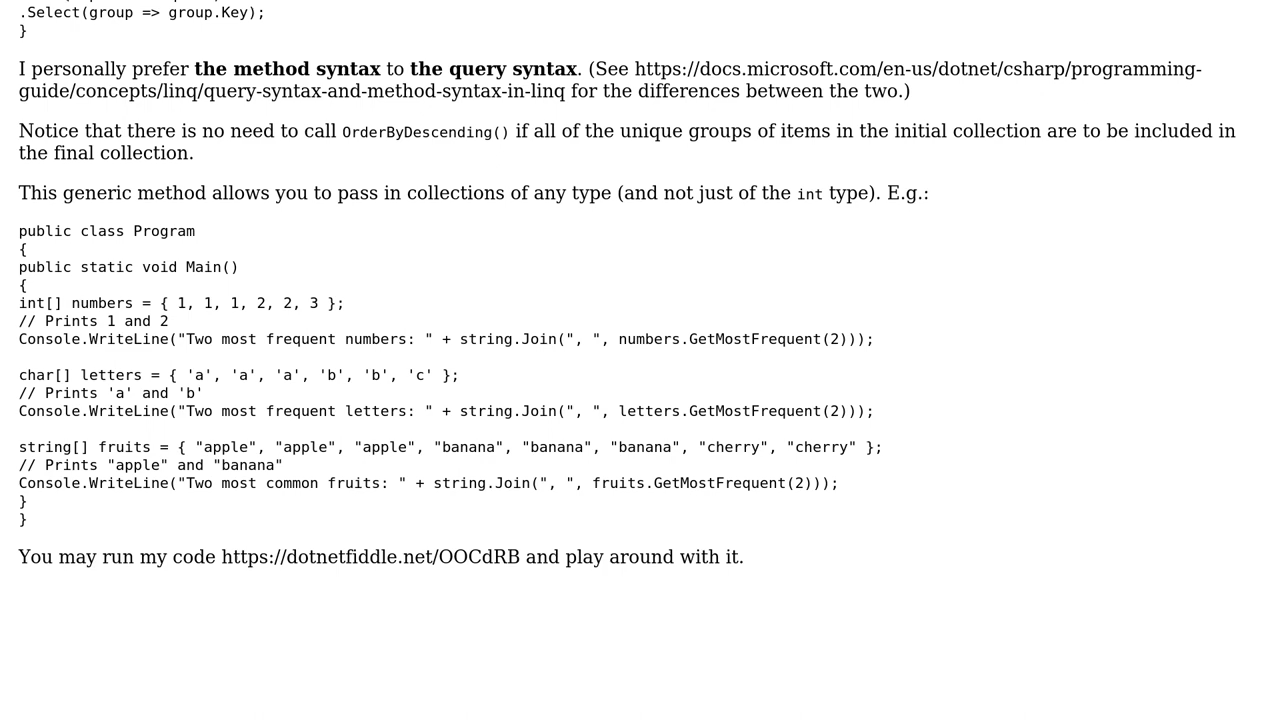 .Select(group => group.Key);
}
I personally prefer the method syntax to the query syntax. (See https://docs.microsoft.com/en-us/dotnet/csharp/programming-
guide/concepts/linq/query-syntax-and-method-syntax-in-linq for the differences between the two.)
Notice that there is no need to call OrderByDescending() if all of the unique groups of items in the initial collection are to be included in
the final collection.
This generic method allows you to pass in collections of any type (and not just of the int type). E.g.:
public class Program
{
public static void Main()
{
int[] numbers = { 1, 1, 1, 2, 2, 3 };
// Prints 1 and 2
Console.WriteLine("Two most frequent numbers: " + string.Join(", ", numbers.GetMostFrequent(2)));
char[] letters = { 'a', 'a', 'a', 'b', 'b', 'c' };
// Prints 'a' and 'b'
Console.WriteLine("Two most frequent letters: " + string.Join(", ", letters.GetMostFrequent(2)));
string[] fruits = { "apple", "apple", "apple", "banana", "banana", "banana", "cherry", "cherry" };
// Prints "apple" and "banana"
Console.WriteLine("Two most common fruits: " + string.Join(", ", fruits.GetMostFrequent(2)));
}
}
You may run my code https://dotnetfiddle.net/OOCdRB and play around with it.